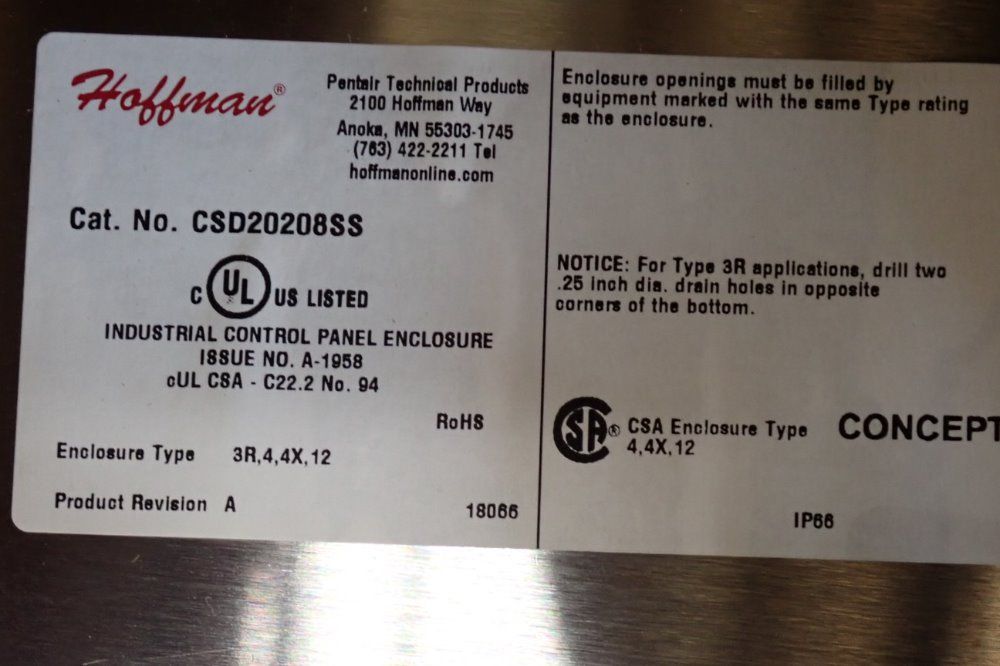 Hoffman®
Pentair Technical Products
2100 Hoffman Way
Anoka, MN 55303-1745
(763) 422-2211 Tel
hoffmanonline.com
Cat. No. CSD20208SS
C UL US LISTED
INDUSTRIAL CONTROL PANEL ENCLOSURE
ISSUE NO. A-1958
cUL CSA - C22.2 No. 94
RoHS
Enclosure Type 3R,4,4X,12
Product Revision A
18066
Enclosure openings must be filled by
equipment marked with the same Type rating
as the enclosure.
NOTICE: For Type 3R applications, drill two
.25 inch dia. drain holes in opposite
corners of the bottom.
SA® CSA Enclosure Type
4,4X,12
CONCEPT
IP66